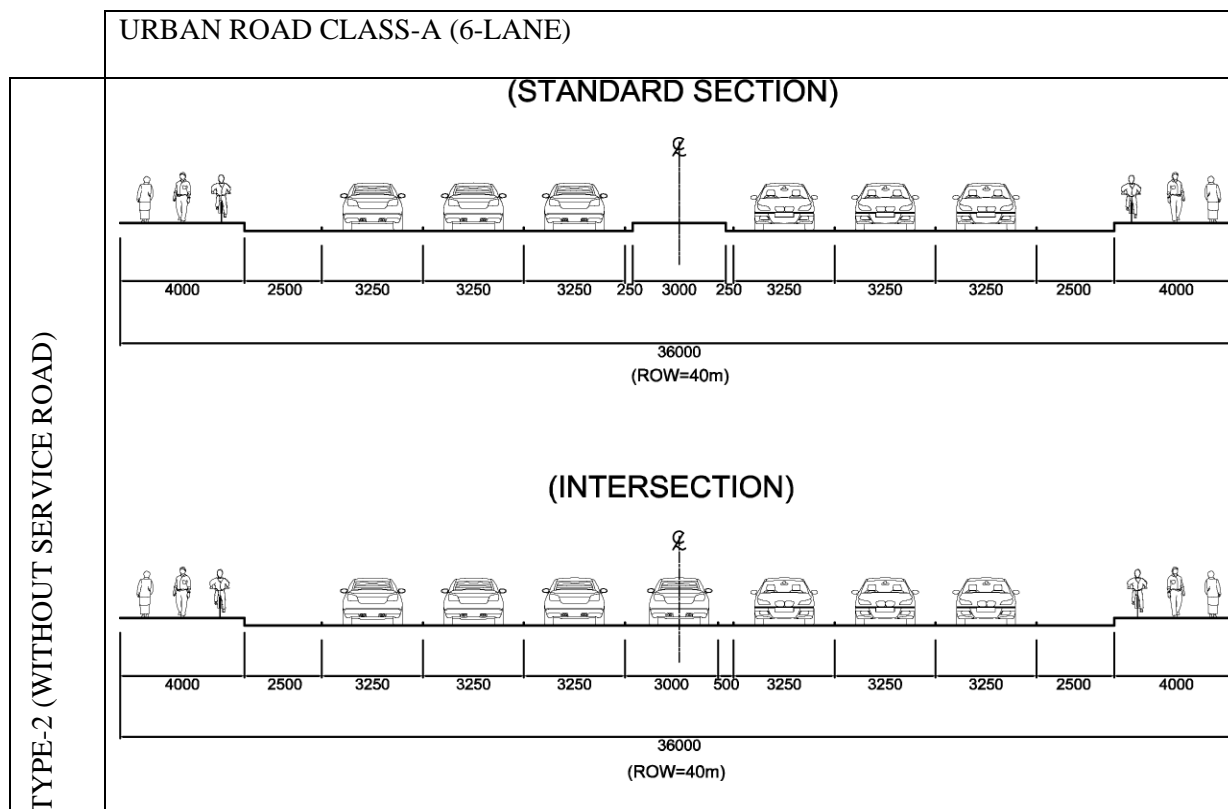 URBAN ROAD CLASS-A (6-LANE)
TYPE-2 (WITHOUT SERVICE ROAD)
(STANDARD SECTION)
4000 2500 3250 3250 3250 250 3000 250 3250 3250 3250 2500 4000
36000
(ROW=40m)
(INTERSECTION)
4000 2500 3250 3250 3250 3000 500 3250 3250 3250 2500 4000
36000
(ROW=40m)